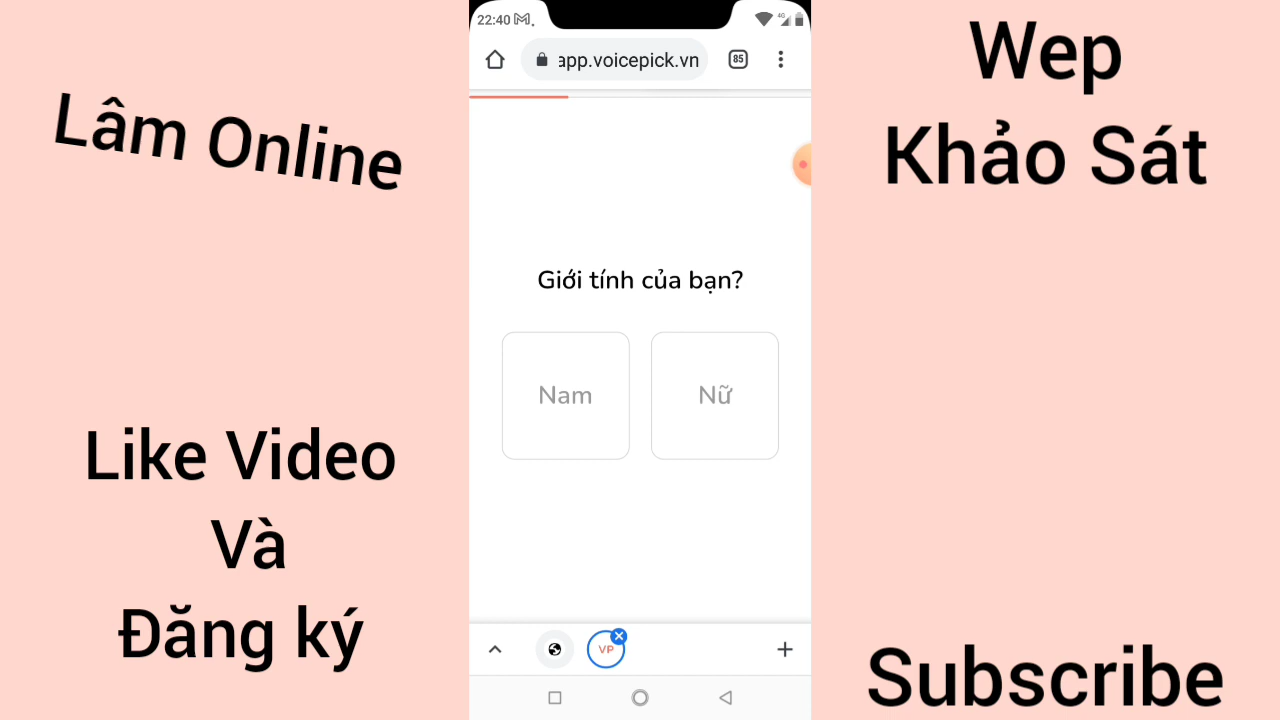 Lâm Online
Like Video
Và
Đăng ký
22:40
4G
app.voicepick.vn
85
Giới tính của bạn?
Nam
Nữ
VP
Wep
Khảo Sát
Subscribe